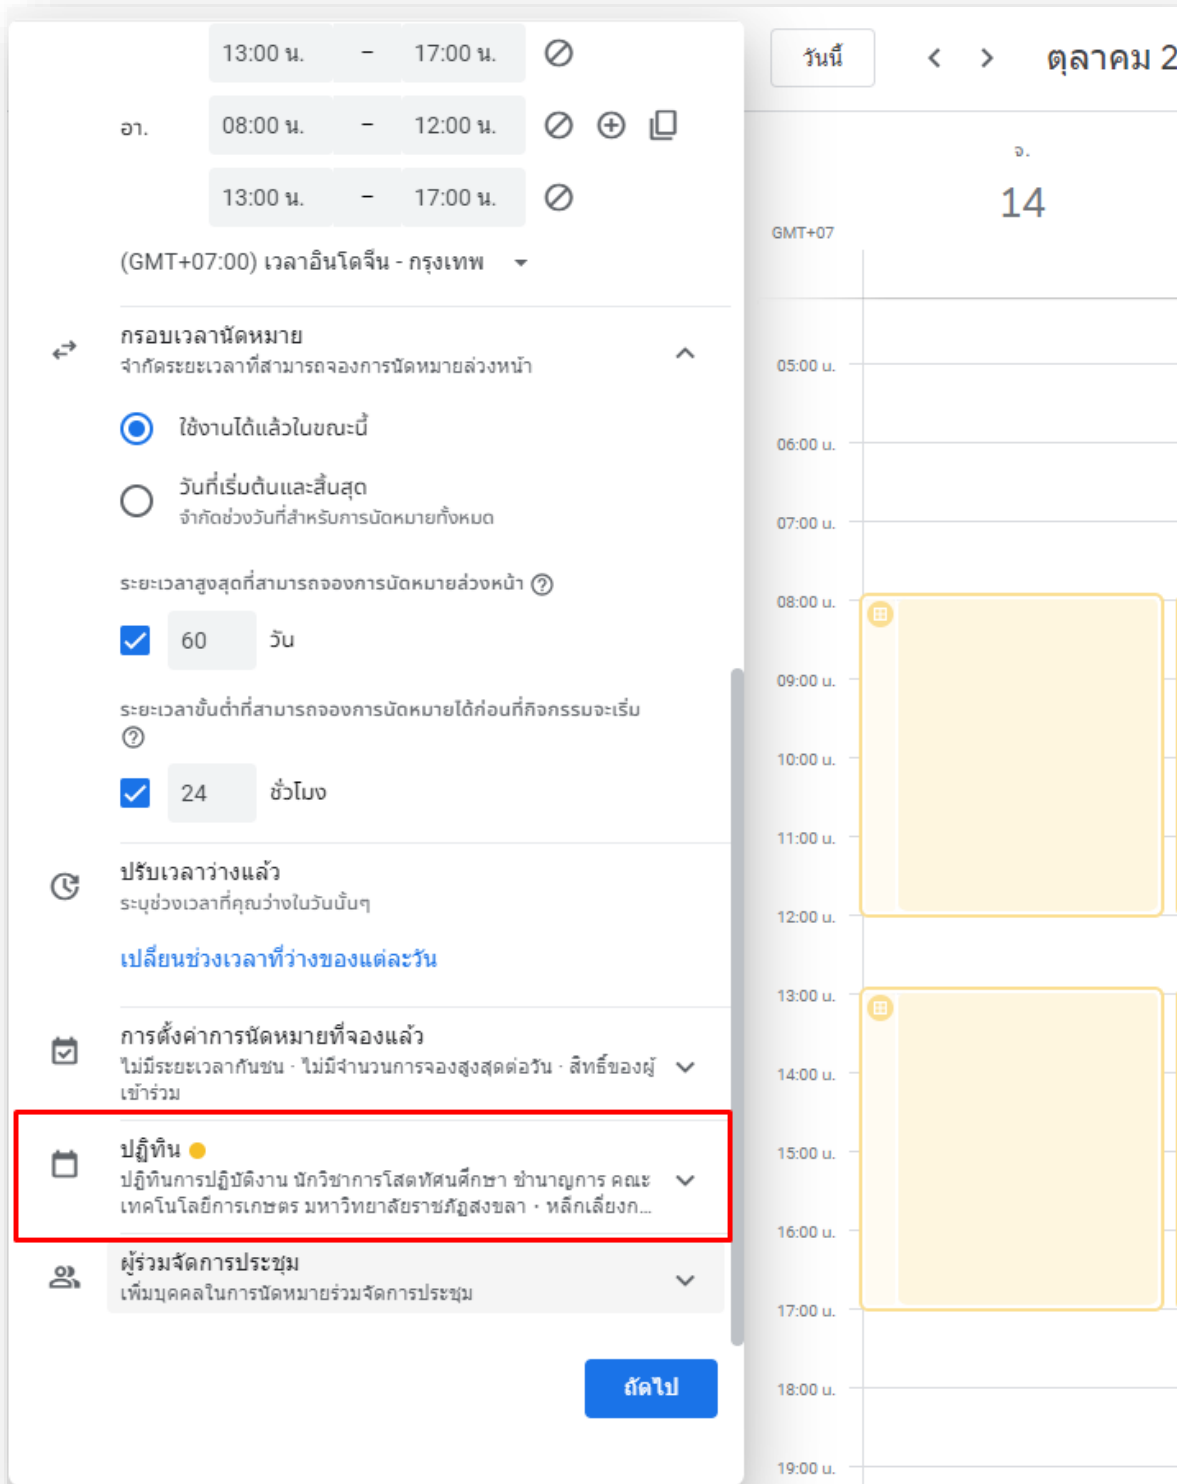 13:00 น. – 17:00 น.
อา. 08:00 น. – 12:00 น.
13:00 น. – 17:00 น.
(GMT+07:00) เวลาอินโดจีน - กรุงเทพ
กรอบเวลานัดหมาย
จำกัดระยะเวลาที่สามารถจองการนัดหมายล่วงหน้า
ใช้งานได้แล้วในขณะนี้
วันที่เริ่มต้นและสิ้นสุด
จำกัดช่วงวันที่สำหรับการนัดหมายทั้งหมด
ระยะเวลาสูงสุดที่สามารถจองการนัดหมายล่วงหน้า
60 วัน
ระยะเวลาขั้นต่ำที่สามารถจองการนัดหมายได้ก่อนที่กิจกรรมจะเริ่ม
24 ชั่วโมง
ปรับเวลาว่างแล้ว
ระบุช่วงเวลาที่คุณว่างในวันนั้นๆ
เปลี่ยนช่วงเวลาที่ว่างของแต่ละวัน
การตั้งค่าการนัดหมายที่จองแล้ว
ไม่มีระยะเวลากันชน · ไม่มีจำนวนการจองสูงสุดต่อวัน · สิทธิ์ของผู้
เข้าร่วม
ปฏิทิน
ปฏิทินการปฏิบัติงาน นักวิชาการโสตทัศนศึกษา ชำนาญการ คณะ
เทคโนโลยีการเกษตร มหาวิทยาลัยราชภัฏสงขลา · หลีกเลี่ยงก...
ผู้ร่วมจัดการประชุม
เพิ่มบุคคลในการนัดหมายร่วมจัดการประชุม
ถัดไป
วันนี้
ตุลาคม 2
จ.
14
GMT+07
05:00 น.
06:00 น.
07:00 น.
08:00 น.
09:00 น.
10:00 น.
11:00 น.
12:00 น.
13:00 น.
14:00 น.
15:00 น.
16:00 น.
17:00 น.
18:00 น.
19:00 น.